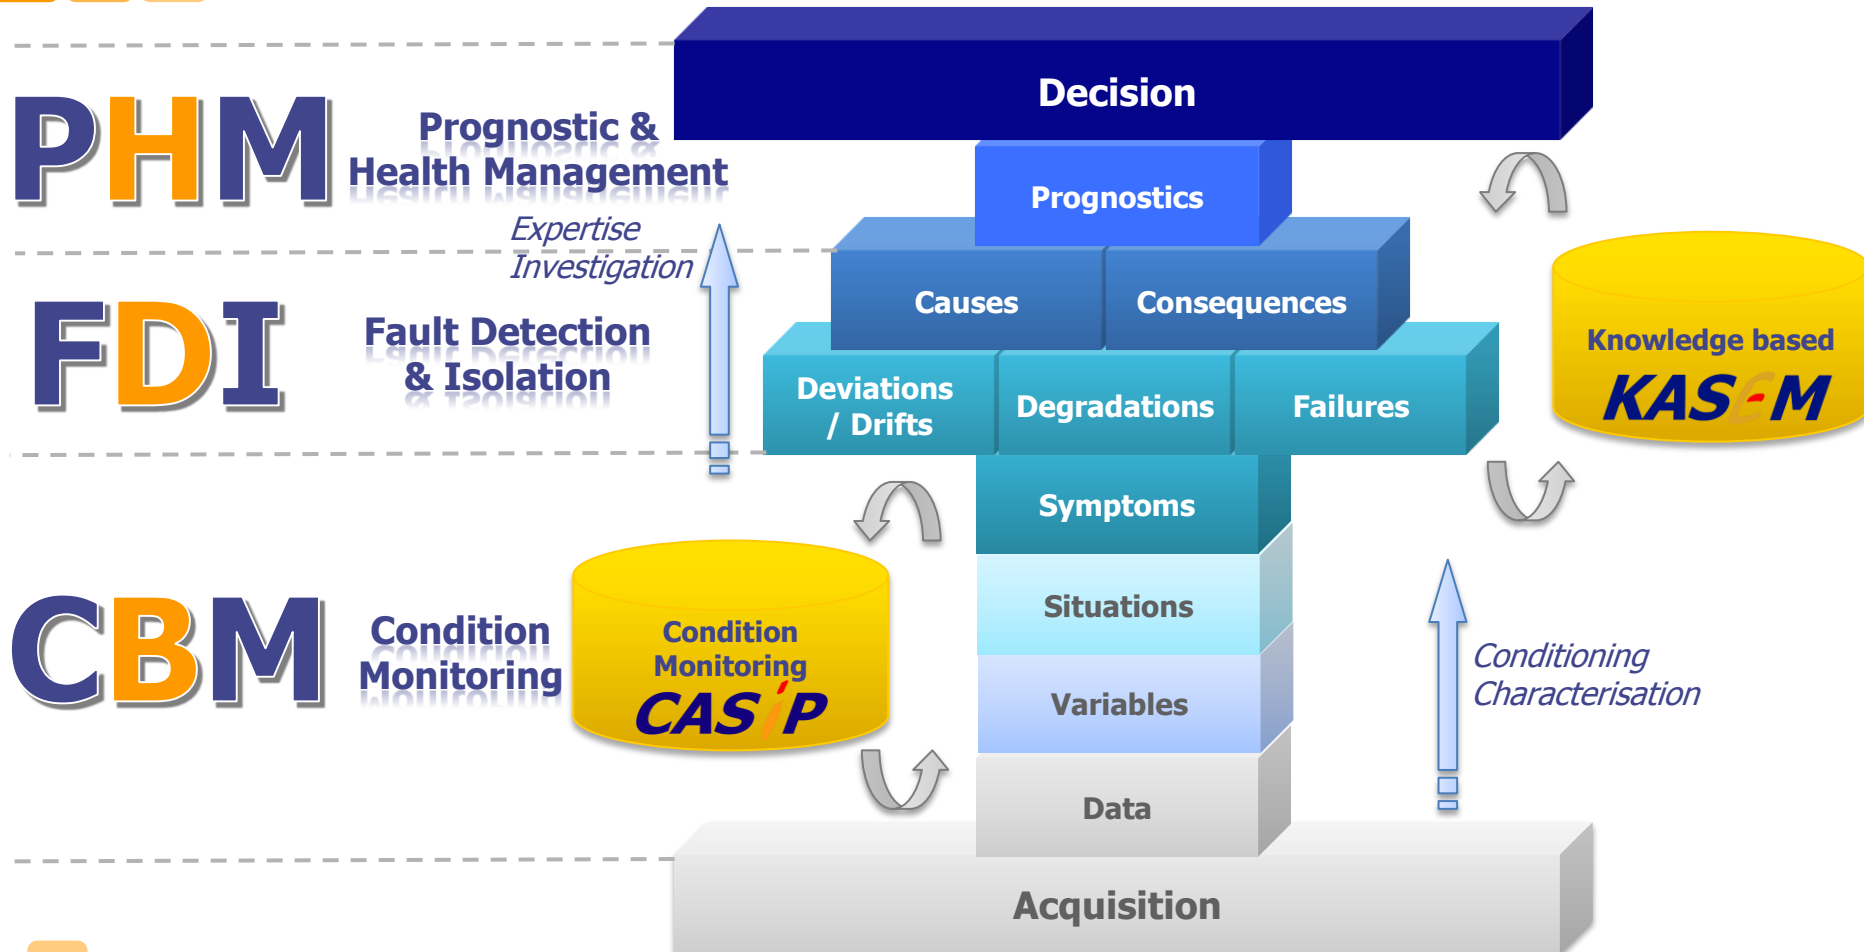 Decision
PHM
Prognostic &
Health Management
Prognostics
Expertise
Investigation
Causes
Consequences
FDI
Fault Detection
& Isolation
Deviations
/ Drifts
Degradations
Failures
Knowledge based
KASEM
Symptoms
CBM
Condition
Monitoring
Condition
Monitoring
CASiP
Situations
Variables
Conditioning
Characterisation
Data
Acquisition